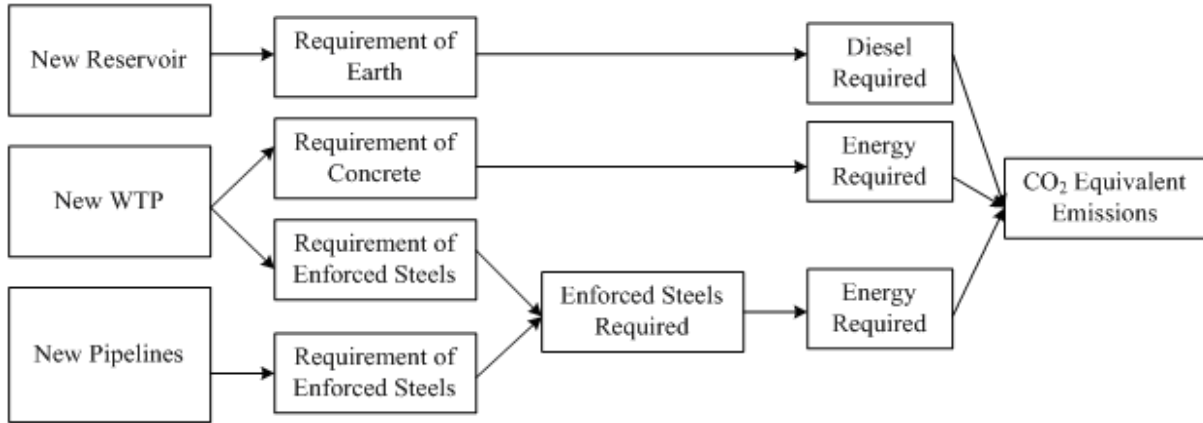 New Reservoir
Requirement of
Earth
Diesel
Required
New WTP
Requirement of
Concrete
Energy
Required
CO₂ Equivalent
Emissions
Requirement of
Enforced Steels
Enforced Steels
Required
Energy
Required
New Pipelines
Requirement of
Enforced Steels